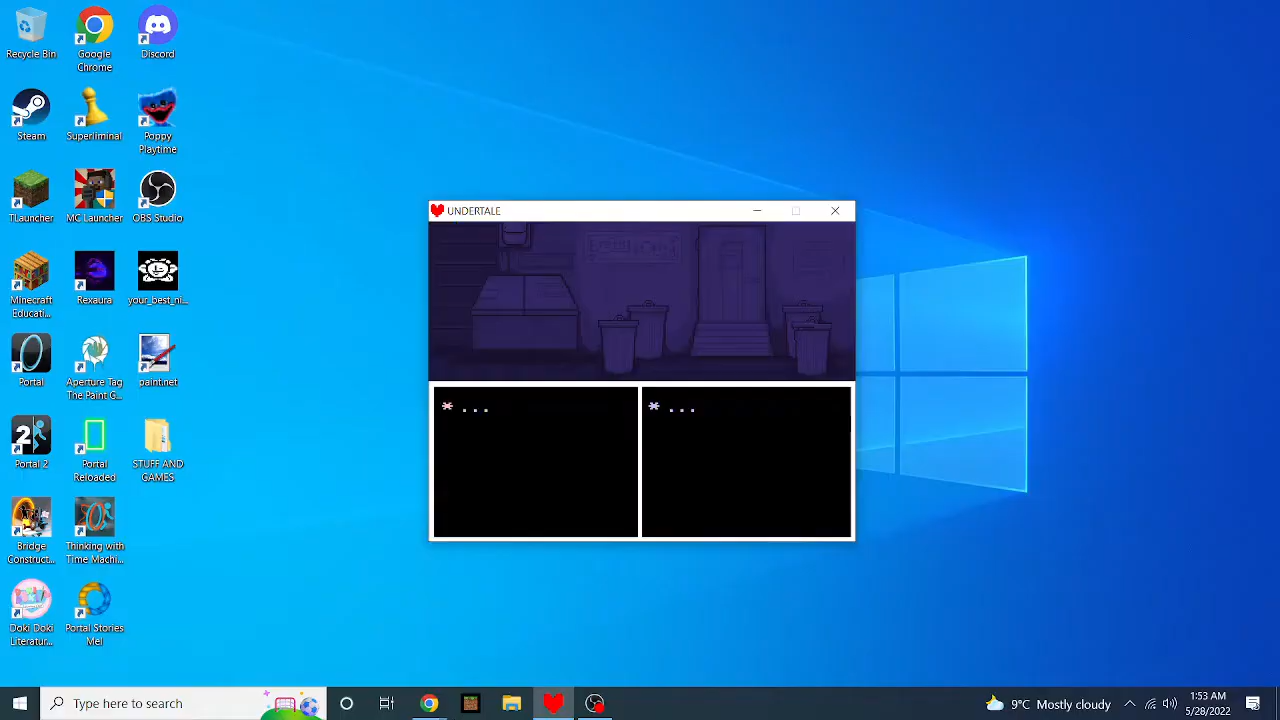 Recycle Bin
Google
Chrome
Discord
Steam
Superliminal
Poppy
Playtime
TLauncher
MC Launcher
OBS Studio
Minecraft
Educati...
Rexaura
your_best_ni...
Portal
Aperture Tag
The Paint G...
paint.net
Portal 2
Portal
Reloaded
STUFF AND
GAMES
Bridge
Construct...
Thinking with
Time Machi...
Doki Doki
Literatur...
Portal Stories
Mel
UNDERTALE
* ...
* ...
Type here to search
9°C Mostly cloudy
1:53 AM
5/28/2022